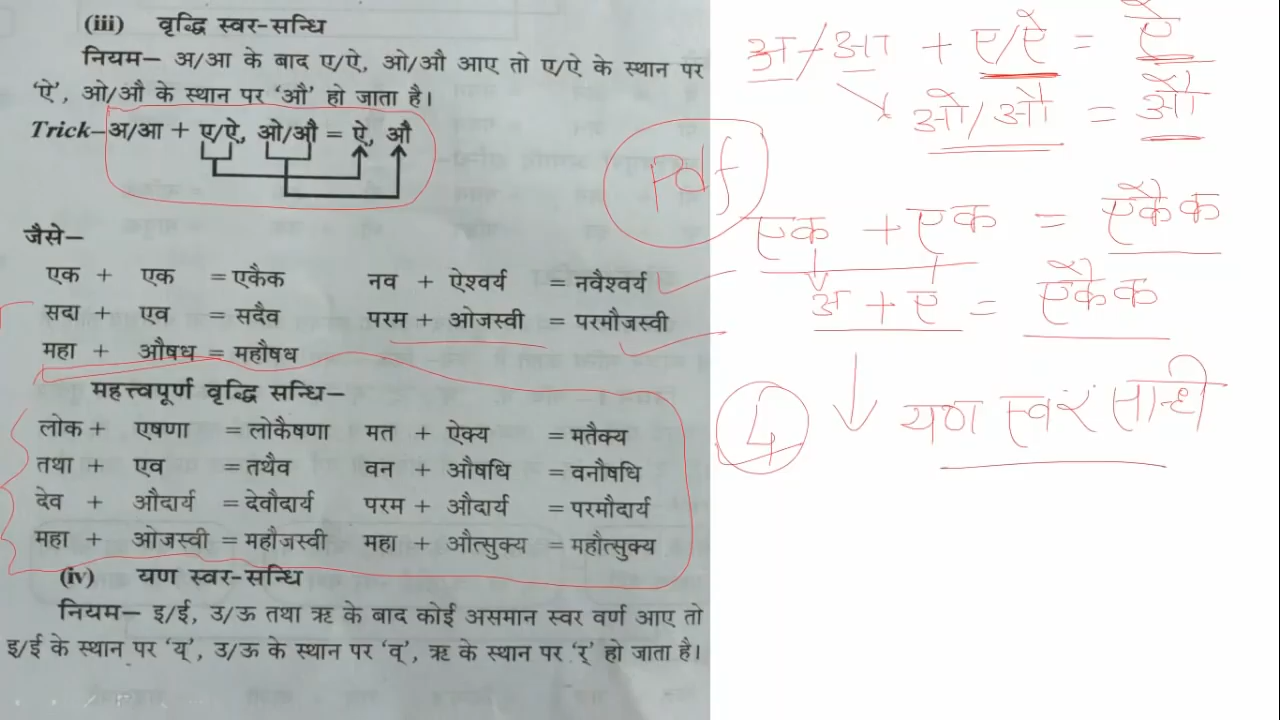 (iii) वृद्धि स्वर-सन्धि
नियम– अ/आ के बाद ए/ऐ, ओ/औ आए तो ए/ऐ के स्थान पर
‘ऐ’, ओ/औ के स्थान पर ‘औ’ हो जाता है।
Trick–अ/आ + ए/ऐ, ओ/औ = ऐ, औ
जैसे–
एक + एक = एकैक नव + ऐश्वर्य = नवैश्वर्य
सदा + एव = सदैव परम + ओजस्वी = परमौजस्वी
महा + औषध = महौषध
महत्त्वपूर्ण वृद्धि सन्धि–
लोक + एषणा = लोकैषणा मत + ऐक्य = मतैक्य
तथा + एव = तथैव वन + औषधि = वनौषधि
देव + औदार्य = देवौदार्य परम + औदार्य = परमौदार्य
महा + ओजस्वी = महौजस्वी महा + औत्सुक्य = महौत्सुक्य
(iv) यण स्वर-सन्धि
नियम– इ/ई, उ/ऊ तथा ऋ के बाद कोई असमान स्वर वर्ण आए तो
इ/ई के स्थान पर ‘य्’, उ/ऊ के स्थान पर ‘व्’, ऋ के स्थान पर ‘र्’ हो जाता है।
अ/आ + ए/ऐ = ऐ
ओ/औ = औ
pdf
एक + एक = एकैक
अ + ए = एकैक
4 यण स्वर सन्धि